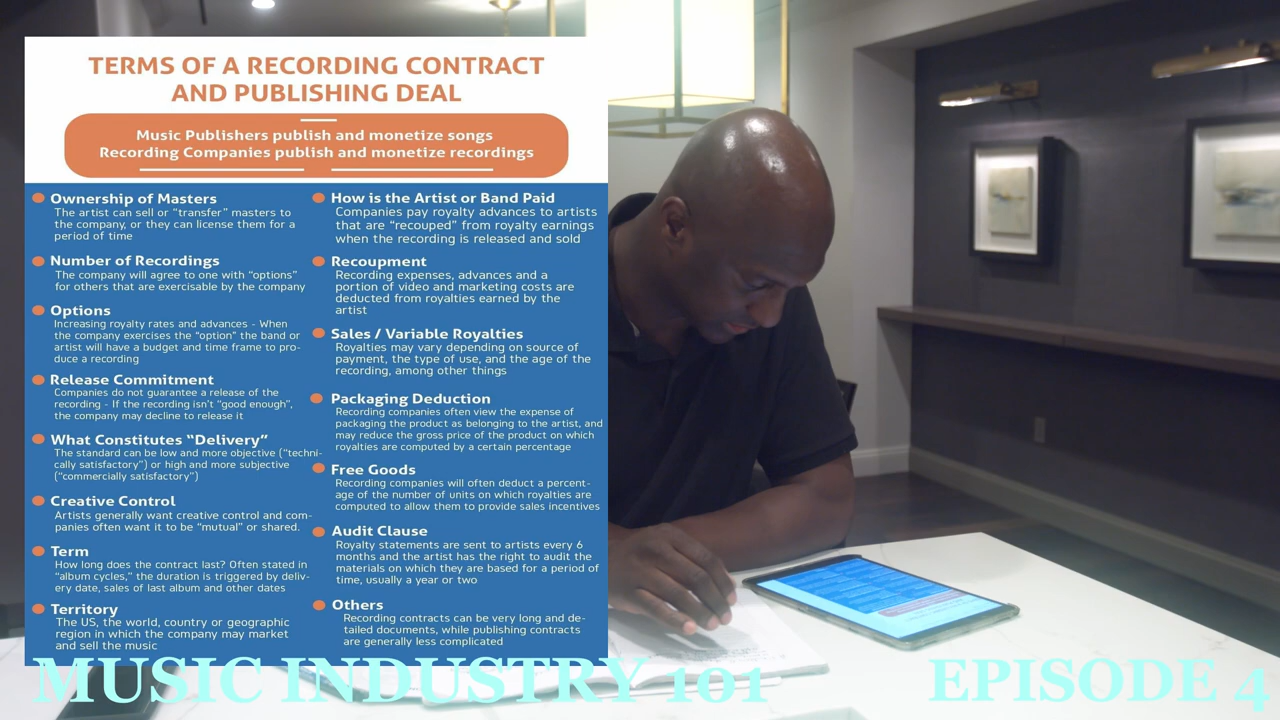 TERMS OF A RECORDING CONTRACT
AND PUBLISHING DEAL
Music Publishers publish and monetize songs
Recording Companies publish and monetize recordings
Ownership of Masters
The artist can sell or “transfer” masters to
the company, or they can license them for a
period of time
Number of Recordings
The company will agree to one with “options”
for others that are exercisable by the company
Options
Increasing royalty rates and advances - When
the company exercises the “option” the band or
artist will have a budget and time frame to pro-
duce a recording
Release Commitment
Companies do not guarantee a release of the
recording - If the recording isn’t “good enough”,
the company may decline to release it
What Constitutes “Delivery”
The standard can be low and more objective (“techni-
cally satisfactory”) or high and more subjective
(“commercially satisfactory”)
Creative Control
Artists generally want creative control and com-
panies often want it to be “mutual” or shared.
Term
How long does the contract last? Often stated in
“album cycles,” the duration is triggered by deliv-
ery date, sales of last album and other dates
Territory
The US, the world, country or geographic
region in which the company may market
and sell the music
How is the Artist or Band Paid
Companies pay royalty advances to artists
that are “recouped” from royalty earnings
when the recording is released and sold
Recoupment
Recording expenses, advances and a
portion of video and marketing costs are
deducted from royalties earned by the
artist
Sales / Variable Royalties
Royalties may vary depending on source of
payment, the type of use, and the age of the
recording, among other things
Packaging Deduction
Recording companies often view the expense of
packaging the product as belonging to the artist, and
may reduce the gross price of the product on which
royalties are computed by a certain percentage
Free Goods
Recording companies will often deduct a percent-
age of the number of units on which royalties are
computed to allow them to provide sales incentives
Audit Clause
Royalty statements are sent to artists every 6
months and the artist has the right to audit the
materials on which they are based for a period of
time, usually a year or two
Others
Recording contracts can be very long and de-
tailed documents, while publishing contracts
are generally less complicated
MUSIC INDUSTRY 101
EPISODE 4